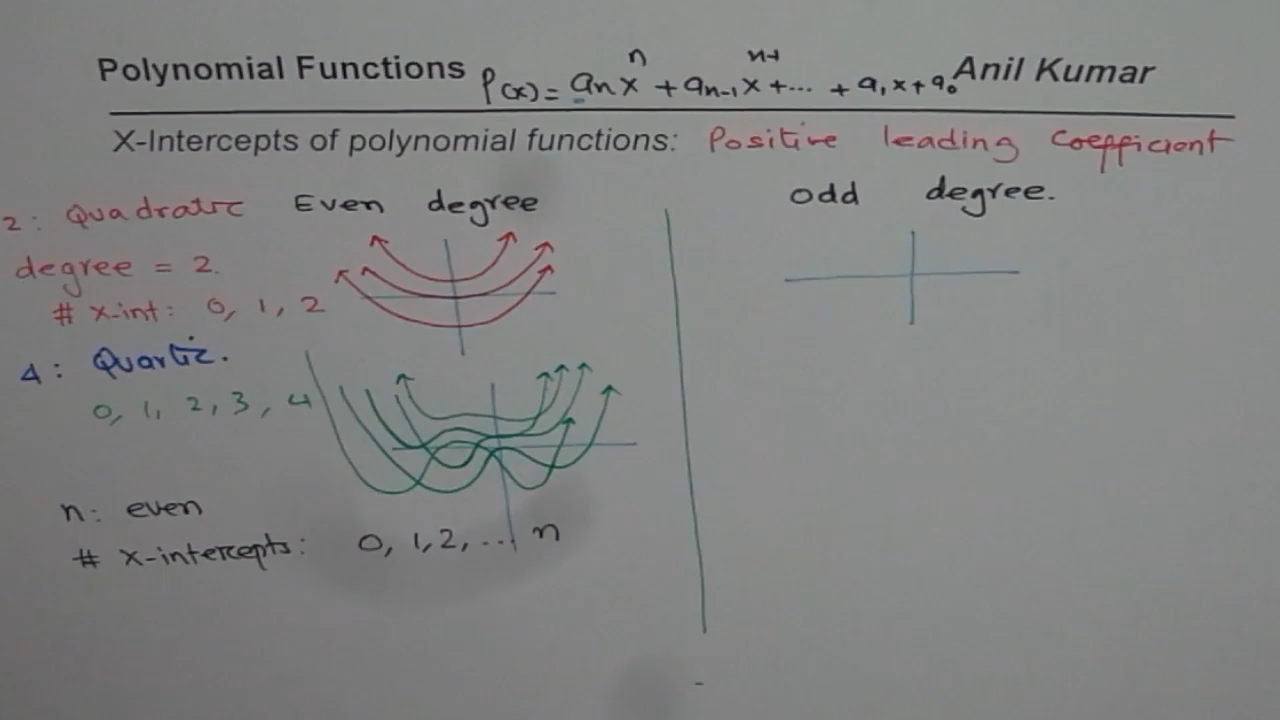 Polynomial Functions P(x) = aₙxⁿ + aₙ₋₁xⁿ⁻¹ + ... + a₁x + a₀ Anil Kumar
X-Intercepts of polynomial functions: Positive leading Coefficient
2: Quadratic Even degree
odd degree.
degree = 2.
# x-int: 0, 1, 2
4: Quartic.
0, 1, 2, 3, 4
n: even
# x-intercepts: 0, 1, 2, ... n